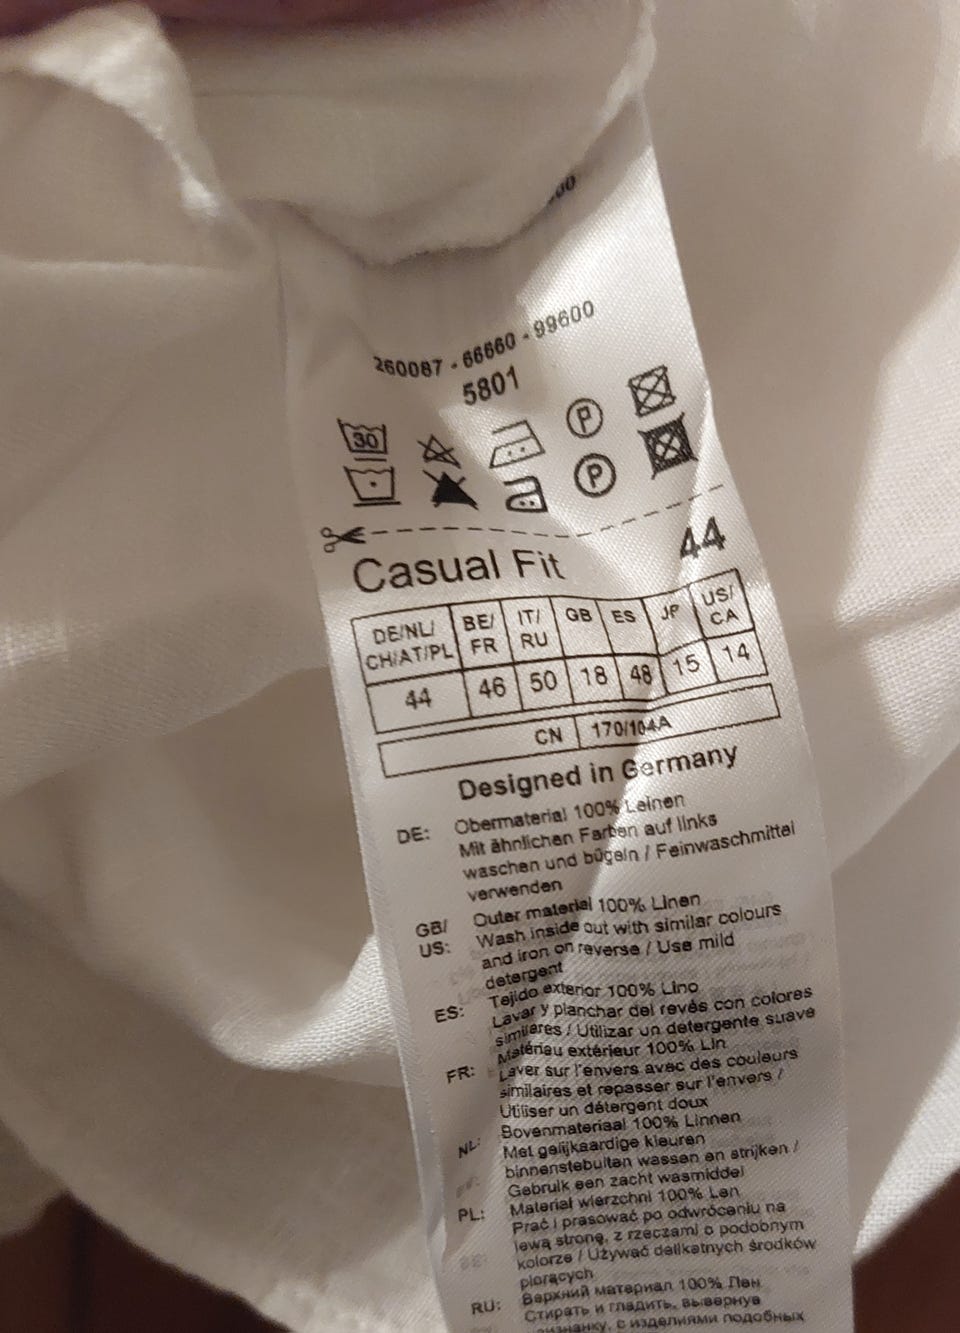 00
260087 - 66660 - 99600
5801
30
P
P
Casual Fit 44
DE/NL/ CH/AT/PL BE/ FR IT/ RU GB ES JP US/ CA
44 46 50 18 48 15 14
CN 170/104A
Designed in Germany
DE: Obermaterial 100% Leinen
Mit ähnlichen Farben auf links
waschen und bügeln / Feinwaschmittel
verwenden
GB/ US: Outer material 100% Linen
Wash inside out with similar colours
and iron on reverse / Use mild
detergent
ES: Tejido exterior 100% Lino
Lavar y planchar del revés con colores
similares / Utilizar un detergente suave
FR: Matériau extérieur 100% Lin
Laver sur l'envers avec des couleurs
similaires et repasser sur l'envers /
Utiliser un détergent doux
NL: Bovenmateriaal 100% Linnen
Met gelijkaardige kleuren
binnenstebuiten wassen en strijken /
Gebruik een zacht wasmiddel
PL: Materiał wierzchni 100% Len
Prać i prasować po odwróceniu na
lewą stronę, z rzeczami o podobnym
kolorze / Używać delikatnych środków
piorących
RU: Верхний материал 100% Лен
Стирать и гладить, вывернув
изнанку, с изделиями подобных